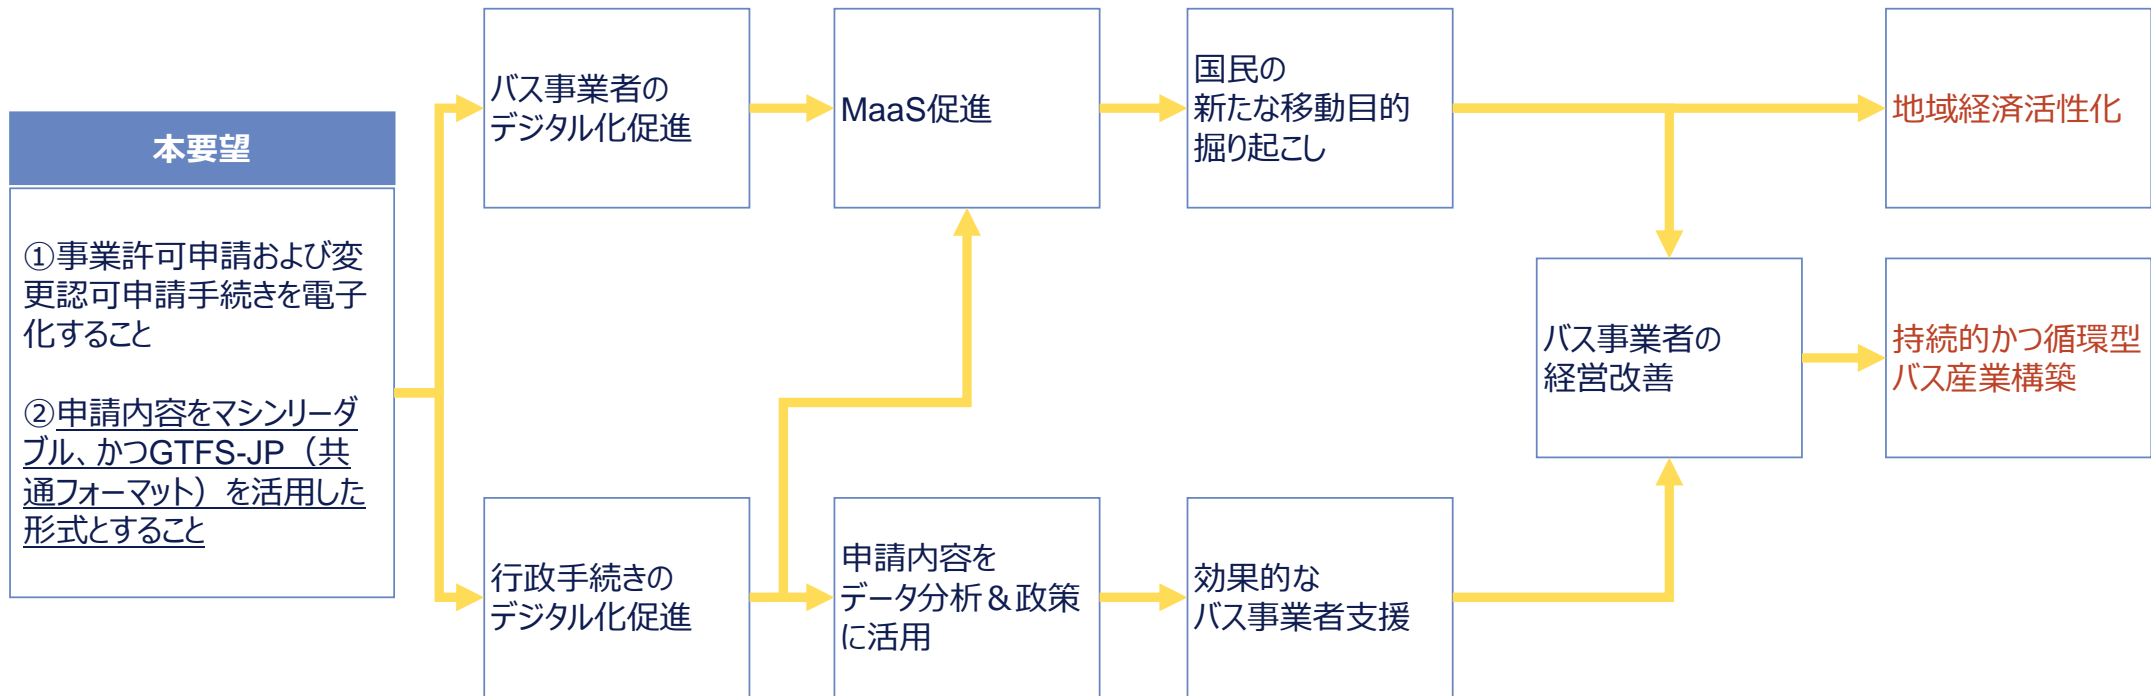 本要望
①事業許可申請および変
更認可申請手続きを電子
化すること
②申請内容をマシンリーダ
ブル、かつGTFS-JP（共
通フォーマット）を活用した
形式とすること
バス事業者の
デジタル化促進
MaaS促進
国民の
新たな移動目的
掘り起こし
地域経済活性化
バス事業者の
経営改善
持続的かつ循環型
バス産業構築
行政手続きの
デジタル化促進
申請内容を
データ分析＆政策
に活用
効果的な
バス事業者支援